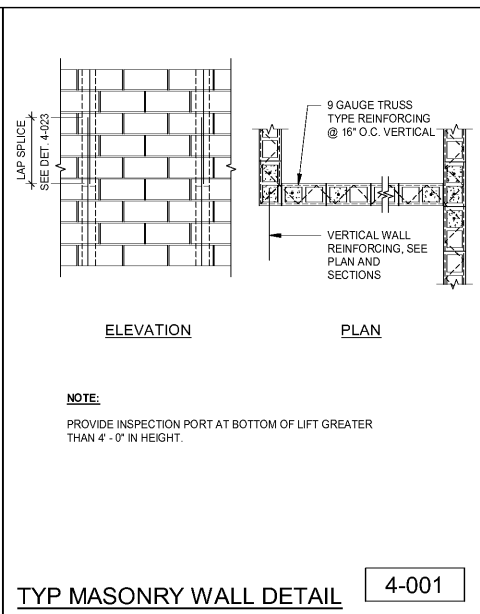 LAP SPLICE
SEE DET. 4-023
9 GAUGE TRUSS
TYPE REINFORCING
@ 16" O.C. VERTICAL
VERTICAL WALL
REINFORCING, SEE
PLAN AND
SECTIONS
ELEVATION
PLAN
NOTE:
PROVIDE INSPECTION PORT AT BOTTOM OF LIFT GREATER
THAN 4' - 0" IN HEIGHT.
TYP MASONRY WALL DETAIL
4-001